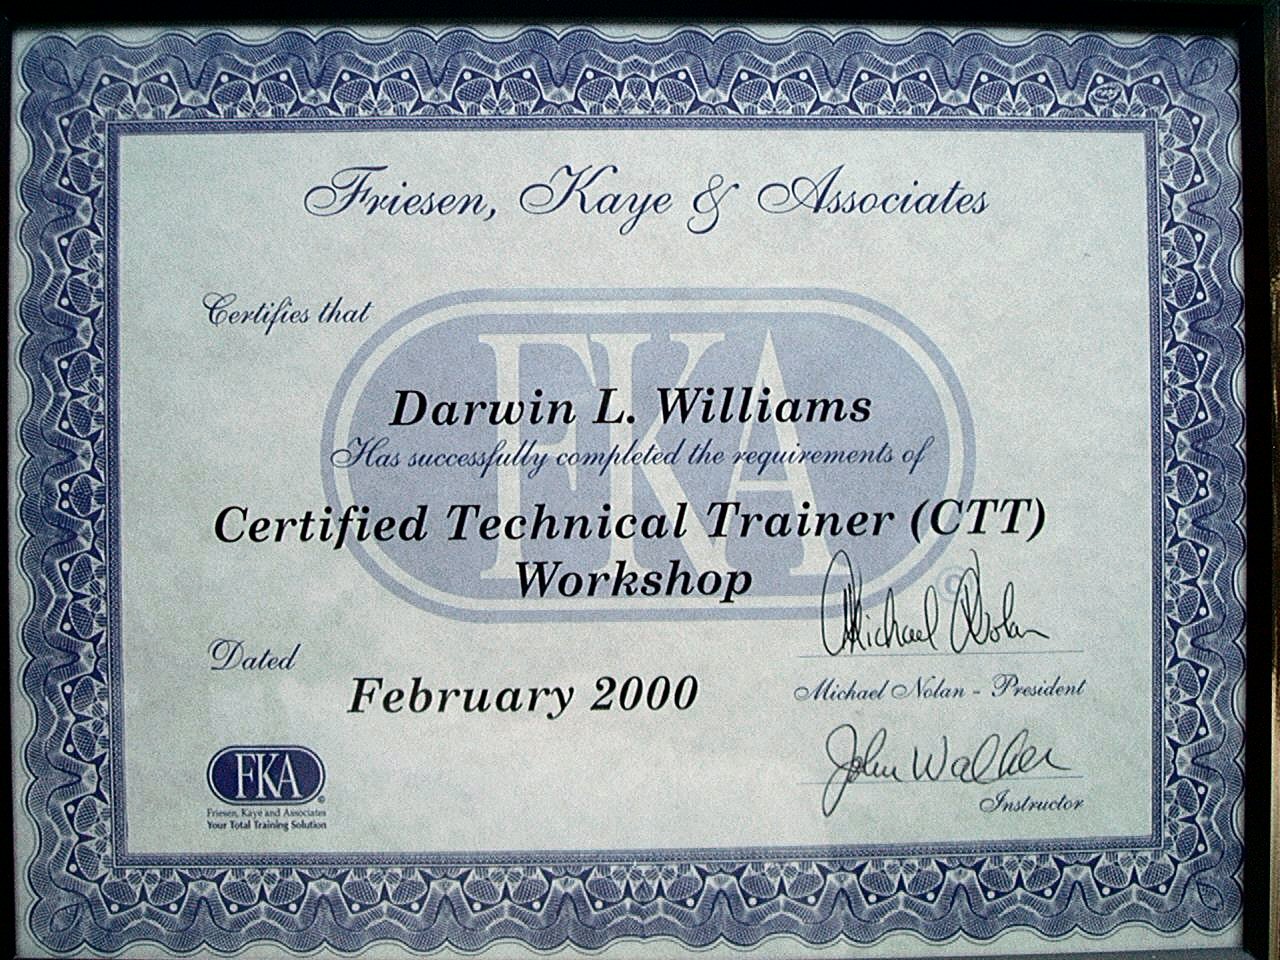 Friesen, Kaye & Associates
Certifies that
FKA
Darwin L. Williams
Has successfully completed the requirements of
Certified Technical Trainer (CTT)
Workshop
©
Michael Nolan
Dated
February 2000
Michael Nolan - President
John Walker
Instructor
FKA
©
Friesen, Kaye and Associates
Your Total Training Solution